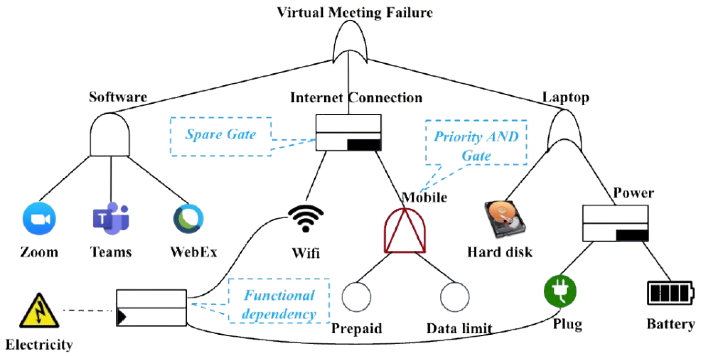 Virtual Meeting Failure
Software
Internet Connection
Laptop
Spare Gate
Priority AND
Gate
Mobile
Power
Zoom
Teams
WebEx
Wifi
Hard disk
Functional
dependency
Prepaid
Data limit
Plug
Battery
Electricity